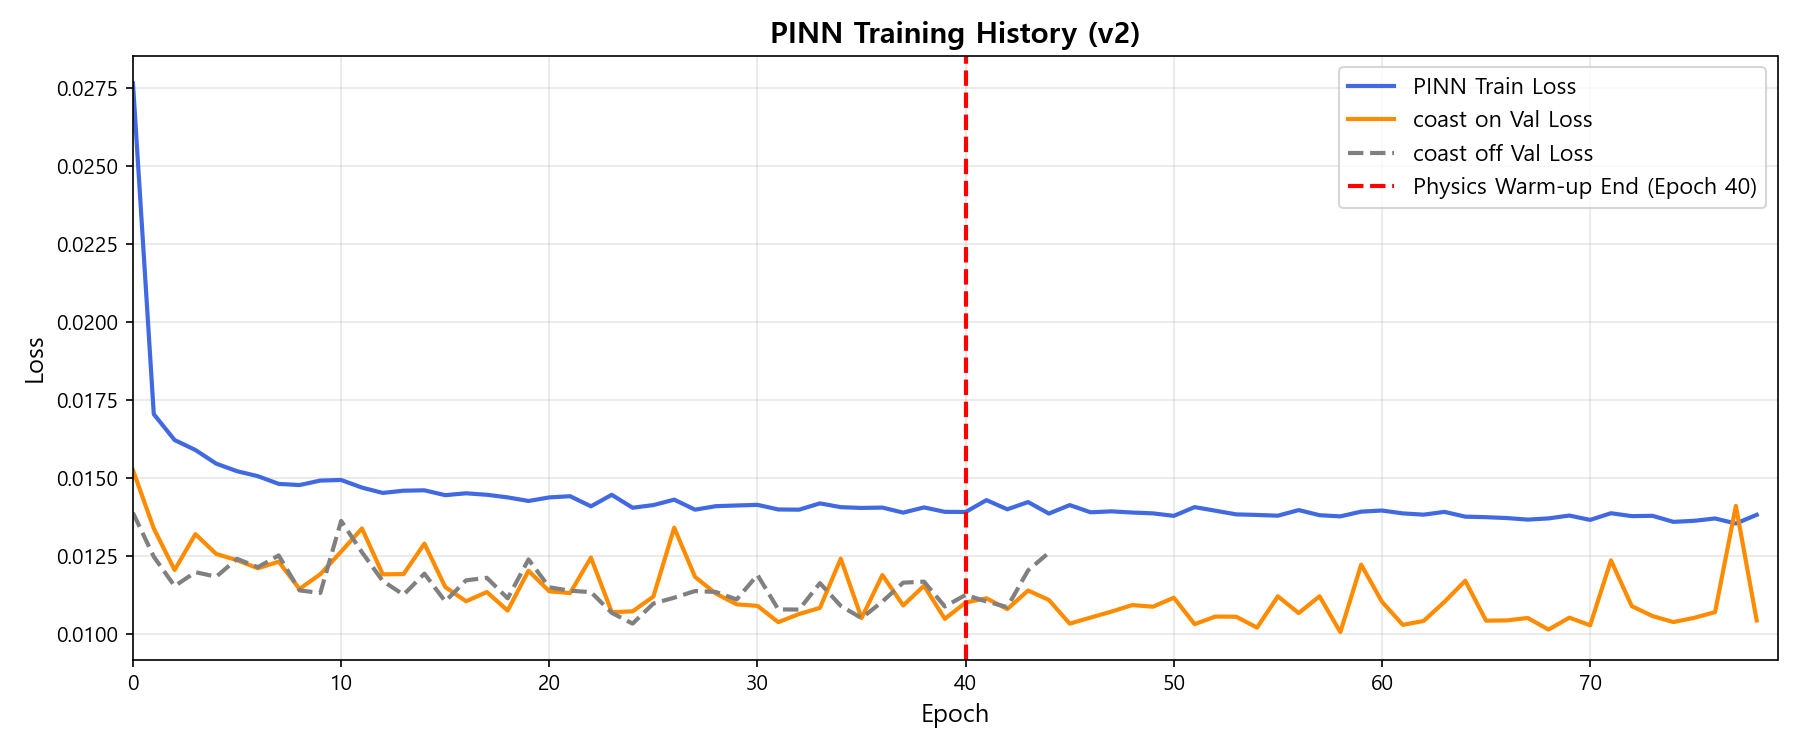 PINN Training History (v2)
PINN Train Loss
coast on Val Loss
coast off Val Loss
Physics Warm-up End (Epoch 40)
Loss
0.0275
0.0250
0.0225
0.0200
0.0175
0.0150
0.0125
0.0100
0 10 20 30 40 50 60 70
Epoch